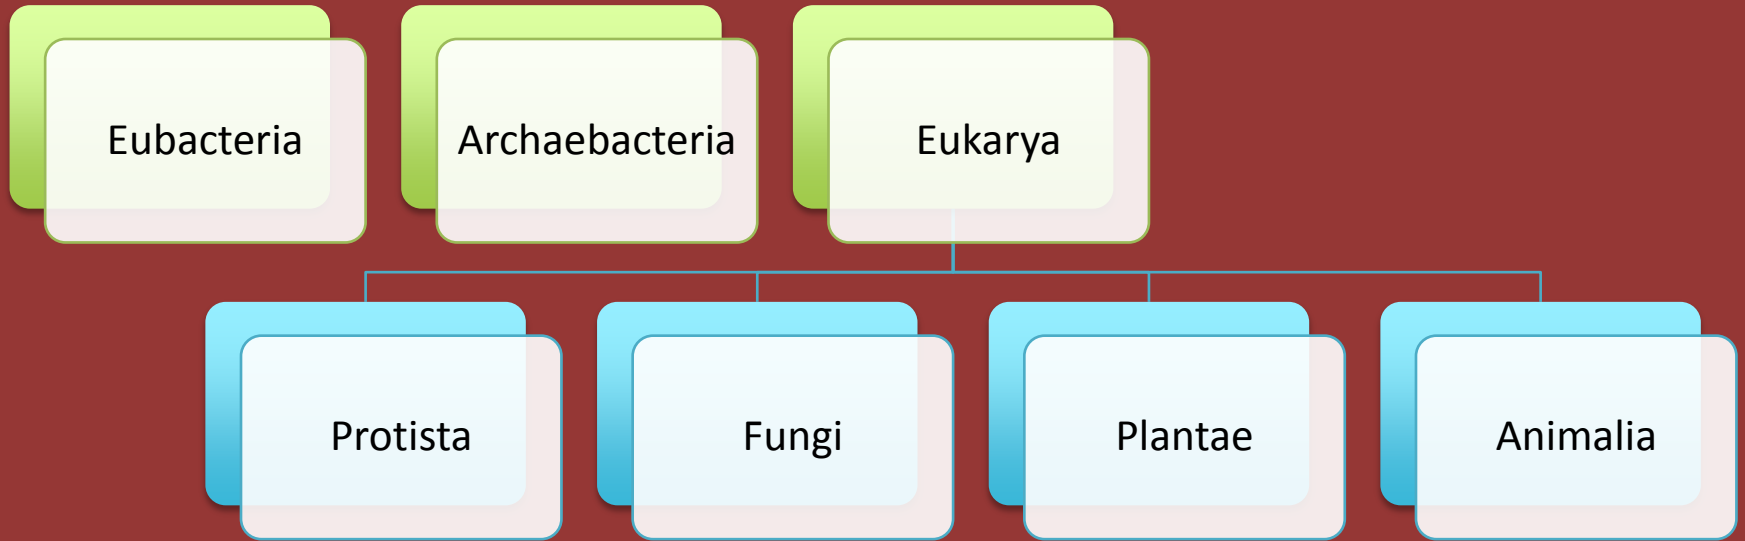 Eubacteria
Archaebacteria
Eukarya
Protista
Fungi
Plantae
Animalia